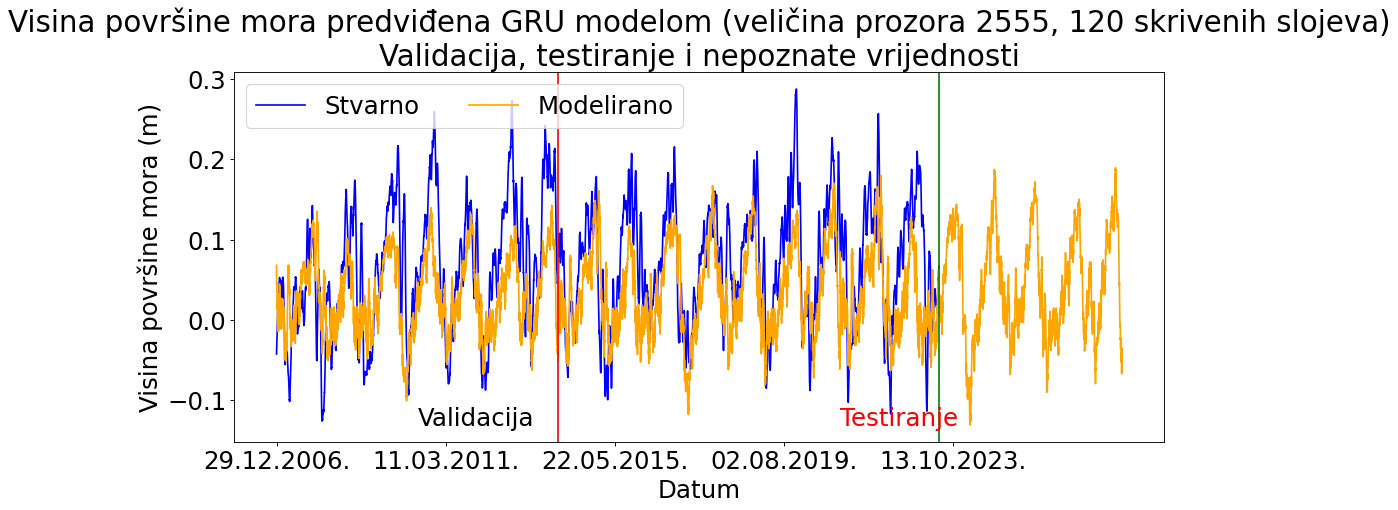 Visina površine mora predviđena GRU modelom (veličina prozora 2555, 120 skrivenih slojeva)
Validacija, testiranje i nepoznate vrijednosti
Stvarno
Modelirano
Visina površine mora (m)
0.3
0.2
0.1
0.0
−0.1
Validacija
Testiranje
29.12.2006.
11.03.2011.
22.05.2015.
02.08.2019.
13.10.2023.
Datum